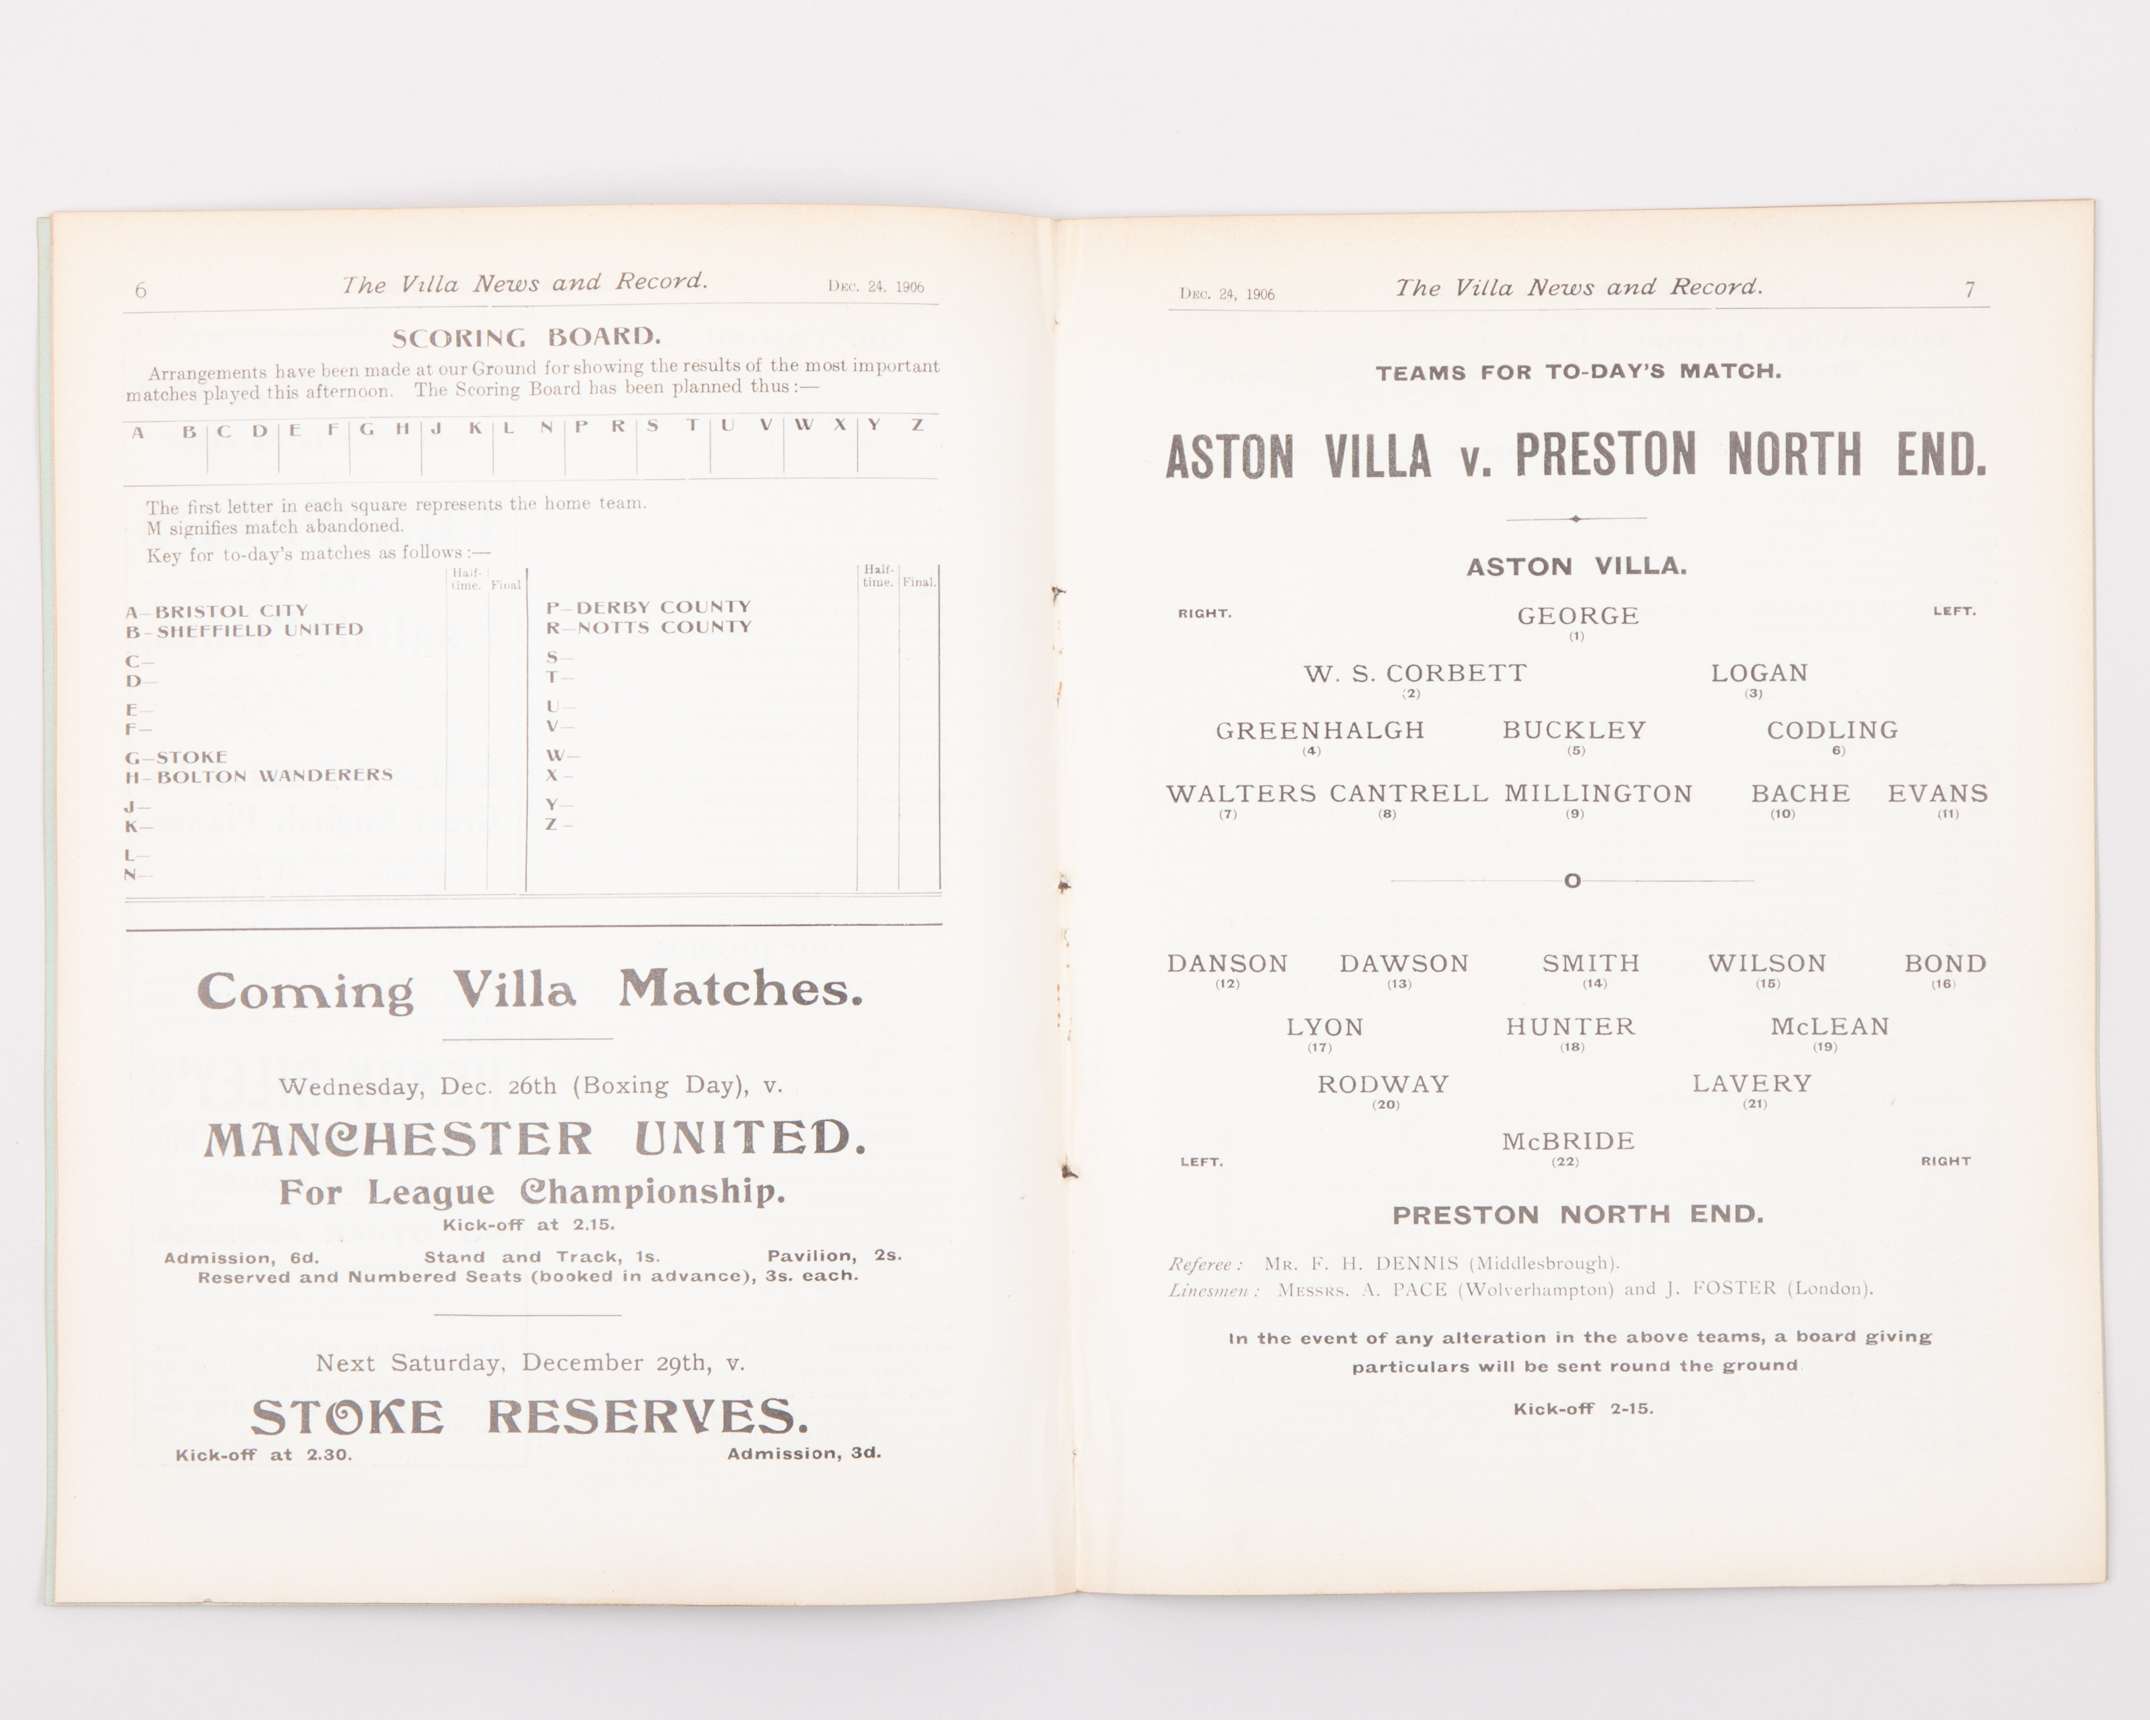 6 The Villa News and Record. Dec. 24. 1906
SCORING BOARD.
Arrangements have been made at our Ground for showing the results of the most important
matches played this afternoon. The Scoring Board has been planned thus :—
A B C D E F G H J K L N P R S T U V W X Y Z
The first letter in each square represents the home team.
M signifies match abandoned.
Key for to-day's matches as follows :—
Half-time. Final
A—BRISTOL CITY
B—SHEFFIELD UNITED
C—
D—
E—
F—
G—STOKE
H—BOLTON WANDERERS
J—
K—
L—
N—
Half-time. Final.
P—DERBY COUNTY
R—NOTTS COUNTY
S—
T—
U—
V—
W—
X—
Y—
Z—
Coming Villa Matches.
Wednesday, Dec. 26th (Boxing Day), v.
MANCHESTER UNITED.
For League Championship.
Kick-off at 2.15.
Admission, 6d. Stand and Track, 1s. Pavilion, 2s.
Reserved and Numbered Seats (booked in advance), 3s. each.
Next Saturday, December 29th, v.
STOKE RESERVES.
Kick-off at 2.30. Admission, 3d.
Dec. 24, 1906 The Villa News and Record. 7
TEAMS FOR TO-DAY'S MATCH.
ASTON VILLA v. PRESTON NORTH END.
ASTON VILLA.
RIGHT. GEORGE LEFT.
(1)
W. S. CORBETT LOGAN
(2) (3)
GREENHALGH BUCKLEY CODLING
(4) (5) 6)
WALTERS CANTRELL MILLINGTON BACHE EVANS
(7) (8) (9) (10) (11)
O
DANSON DAWSON SMITH WILSON BOND
(12) (13) (14) (15) (16)
LYON HUNTER McLEAN
(17) (18) (19)
RODWAY LAVERY
(20) (21)
McBRIDE
LEFT. (22) RIGHT
PRESTON NORTH END.
Referee : Mr. F. H. DENNIS (Middlesbrough).
Linesmen : Messrs. A. PACE (Wolverhampton) and J. FOSTER (London).
In the event of any alteration in the above teams, a board giving
particulars will be sent round the ground.
Kick-off 2-15.